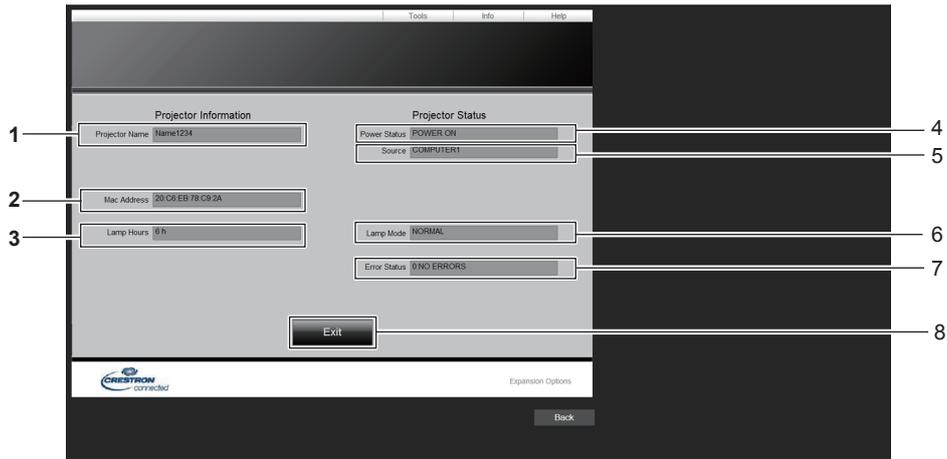 Tools Info Help
Projector Information Projector Status
1 Projector Name Name1234 Power Status POWER ON 4
Source COMPUTER1 5
2 Mac Address 20:C6:EB:78:C9:2A
3 Lamp Hours 6 h Lamp Mode NORMAL 6
Error Status 0:NO ERRORS 7
Exit 8
CRESTRON connected Expansion Options
Back